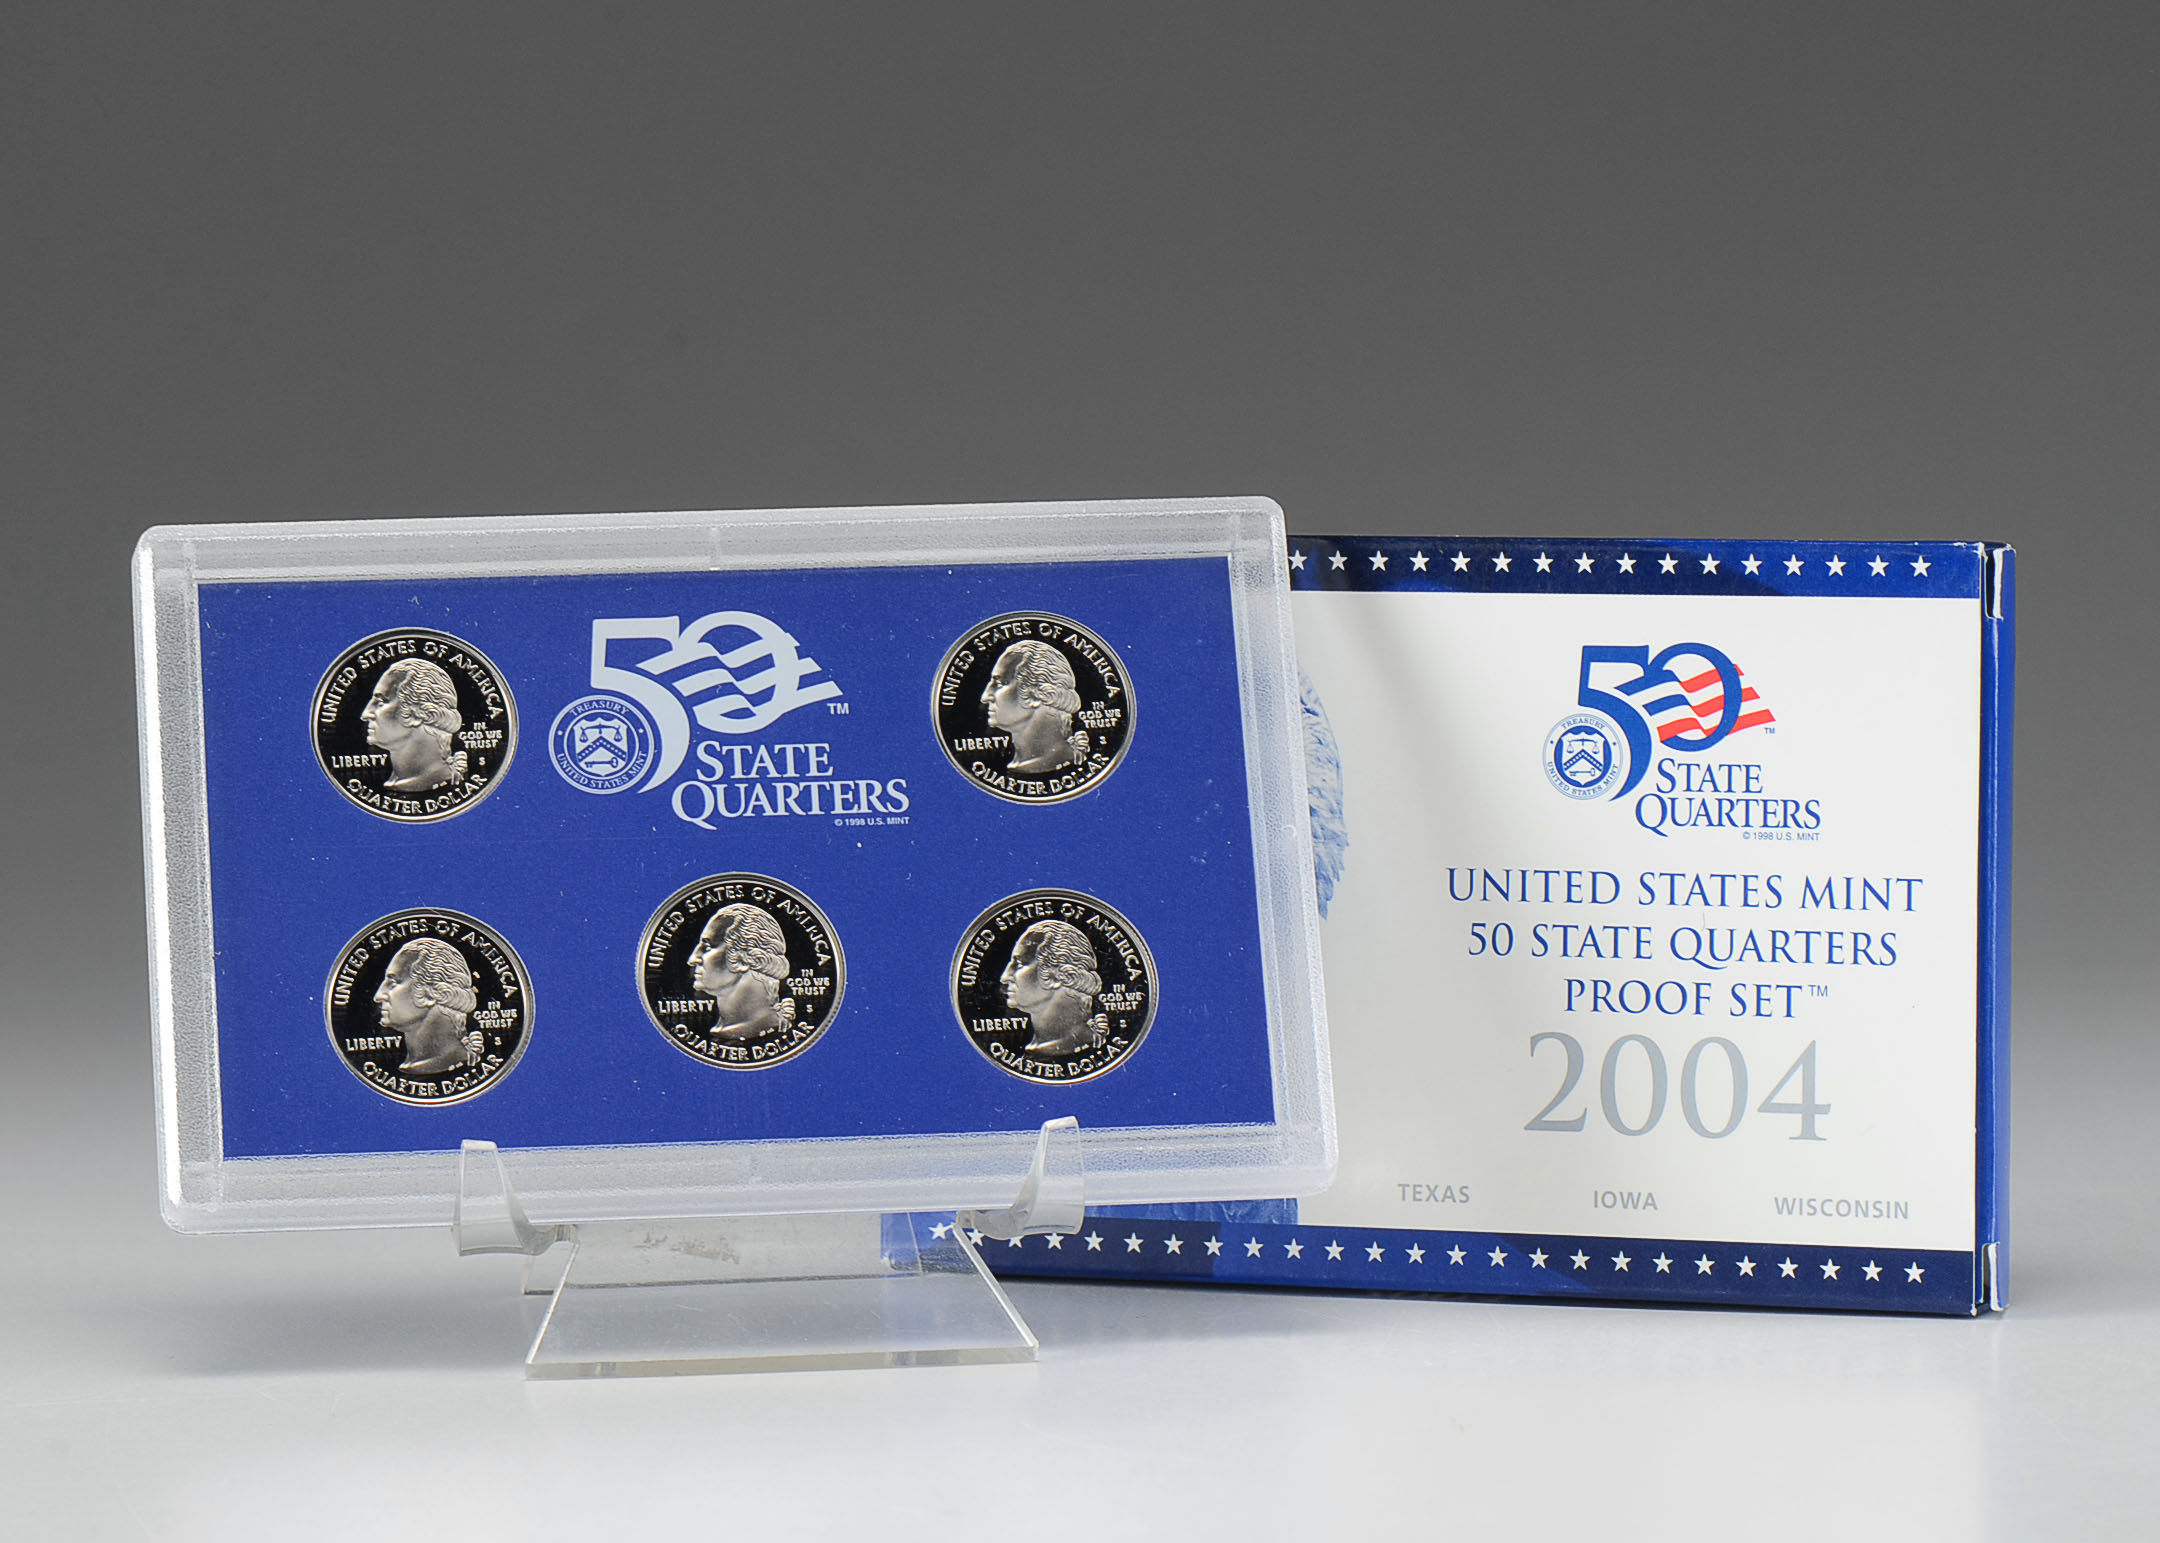 UNITED STATES OF AMERICA
LIBERTY
IN
GOD WE
TRUST
S
QUARTER DOLLAR
50
TM
TREASURY
UNITED STATES MINT
STATE
QUARTERS
© 1998 U.S. MINT
UNITED STATES OF AMERICA
LIBERTY
IN
GOD WE
TRUST
S
QUARTER DOLLAR
UNITED STATES OF AMERICA
LIBERTY
IN
GOD WE
TRUST
S
QUARTER DOLLAR
UNITED STATES OF AMERICA
LIBERTY
IN
GOD WE
TRUST
S
QUARTER DOLLAR
UNITED STATES OF AMERICA
LIBERTY
IN
GOD WE
TRUST
S
QUARTER DOLLAR
50
TM
TREASURY
UNITED STATES MINT
STATE
QUARTERS
© 1998 U.S. MINT
UNITED STATES MINT
50 STATE QUARTERS
PROOF SET™
2004
TEXAS IOWA WISCONSIN